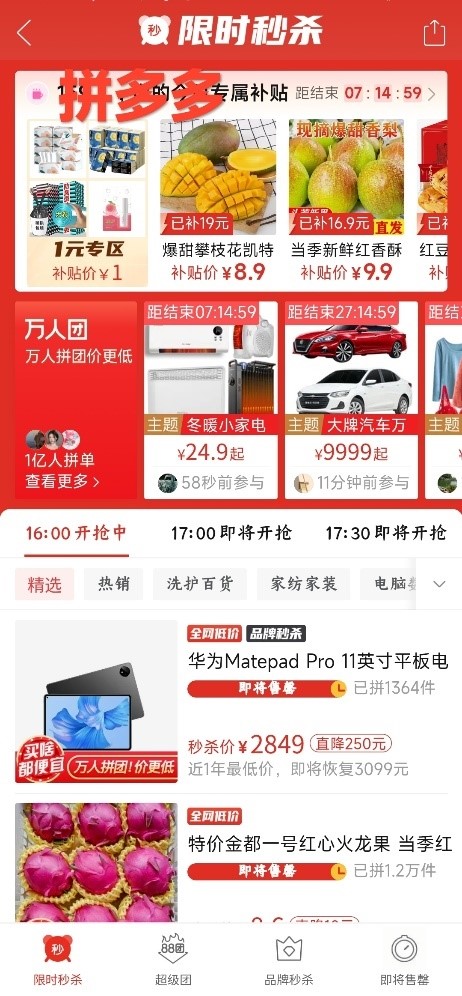 秒 限时秒杀
拼多多
的今
专属补贴
距结束 07:14:59
已补19元
现摘爆甜香梨
已补16.9元
直发
1元专区
补贴价¥1
爆甜攀枝花凯特
补贴价¥8.9
当季新鲜红香酥
补贴价¥9.9
红豆
补贴
万人团
万人拼团价更低
1亿人拼单
查看更多
距结束07:14:59
主题 冬暖小家电
¥24.9起
58秒前参与
距结束27:14:59
主题 大牌汽车万
¥9999起
11分钟前参与
距结束
主题
16:00开抢中
17:00即将开抢
17:30即将开抢
精选
热销
洗护百货
家纺家装
电脑
全网低价 品牌秒杀
华为Matepad Pro 11英寸平板电
即将售罄
已拼1364件
秒杀价¥2849 直降250元
近1年最低价，即将恢复3099元
买啥都便宜
万人拼团!价更低
全网低价
特价金都一号红心火龙果 当季红
即将售罄
已拼1.2万件
秒
限时秒杀
88团
超级团
品牌秒杀
即将售罄